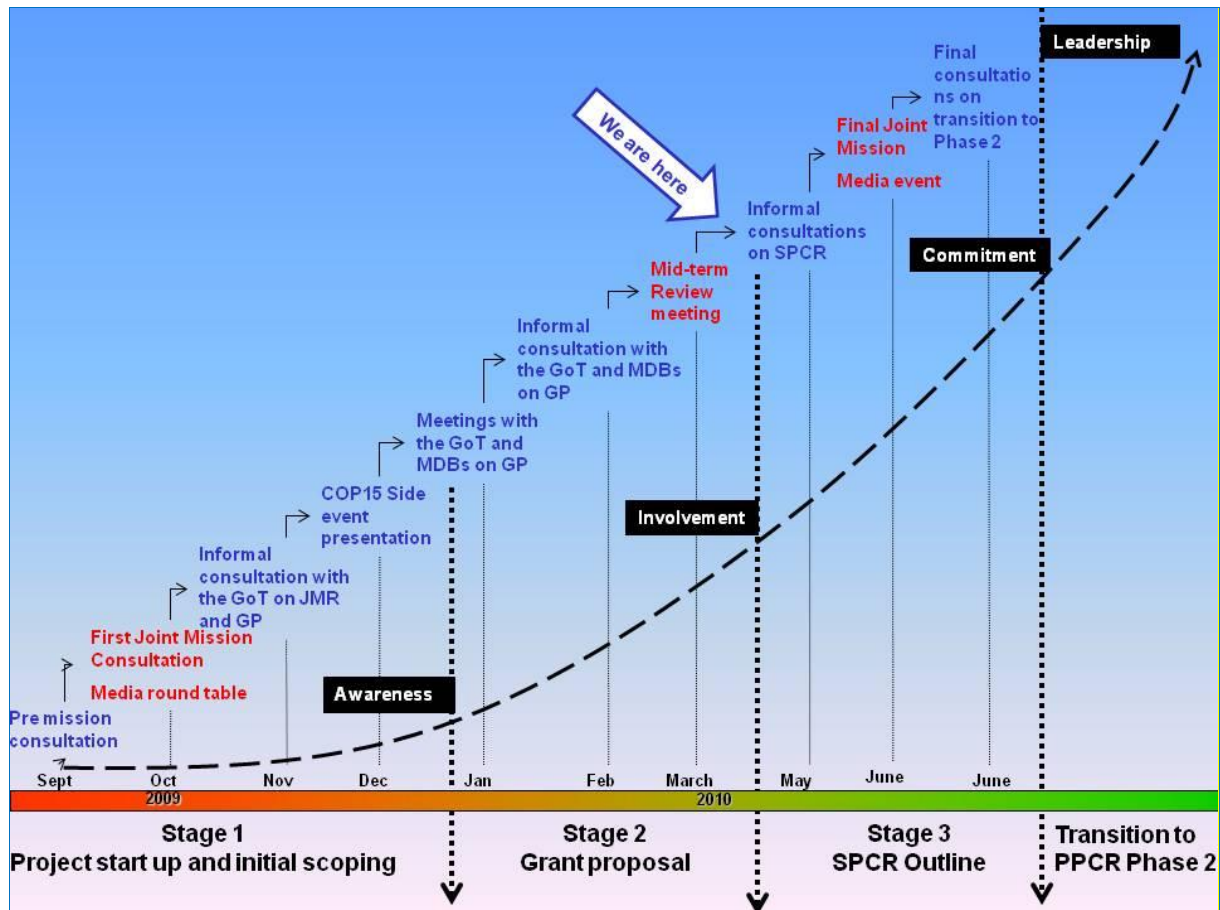 Leadership
Final
consultatio
ns on
transition to
Phase 2
We are here
Final Joint
Mission
Media event
Informal
consultations
on SPCR
Commitment
Mid-term
Review
meeting
Informal
consultation with
the GoT and MDBs
on GP
Meetings with
the GoT and
MDBs on GP
Involvement
COP15 Side
event
presentation
Informal
consultation with
the GoT on JMR
and GP
First Joint Mission
Consultation
Media round table
Awareness
Pre mission
consultation
Sept Oct Nov Dec Jan Feb March May June June
2009 2010
Stage 1
Project start up and initial scoping
Stage 2
Grant proposal
Stage 3
SPCR Outline
Transition to
PPCR Phase 2